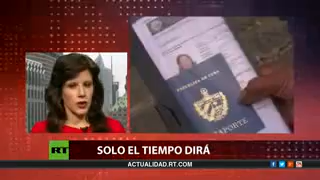 REPÚBLICA DE CUBA
PASAPORTE
RT
SOLO EL TIEMPO DIRÁ
ACTUALIDAD.RT.COM